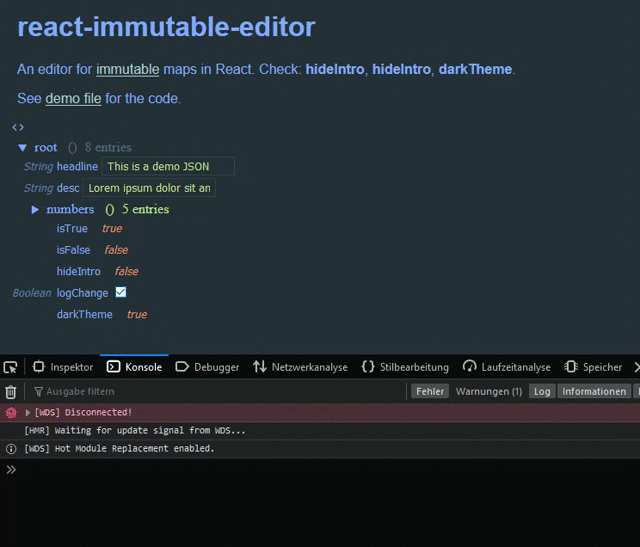 react-immutable-editor
An editor for immutable maps in React. Check: hideIntro, hideIntro, darkTheme.
See demo file for the code.
<>
root () 8 entries
String headline This is a demo JSON
String desc Lorem ipsum dolor sit an
numbers () 5 entries
isTrue true
isFalse false
hideIntro false
Boolean logChange
darkTheme true
Inspektor Konsole Debugger Netzwerkanalyse {} Stilbearbeitung Laufzeitanalyse Speicher
Ausgabe filtern Fehler Warnungen (1) Log Informationen
[WDS] Disconnected!
[HMR] Waiting for update signal from WDS...
[WDS] Hot Module Replacement enabled.
>>